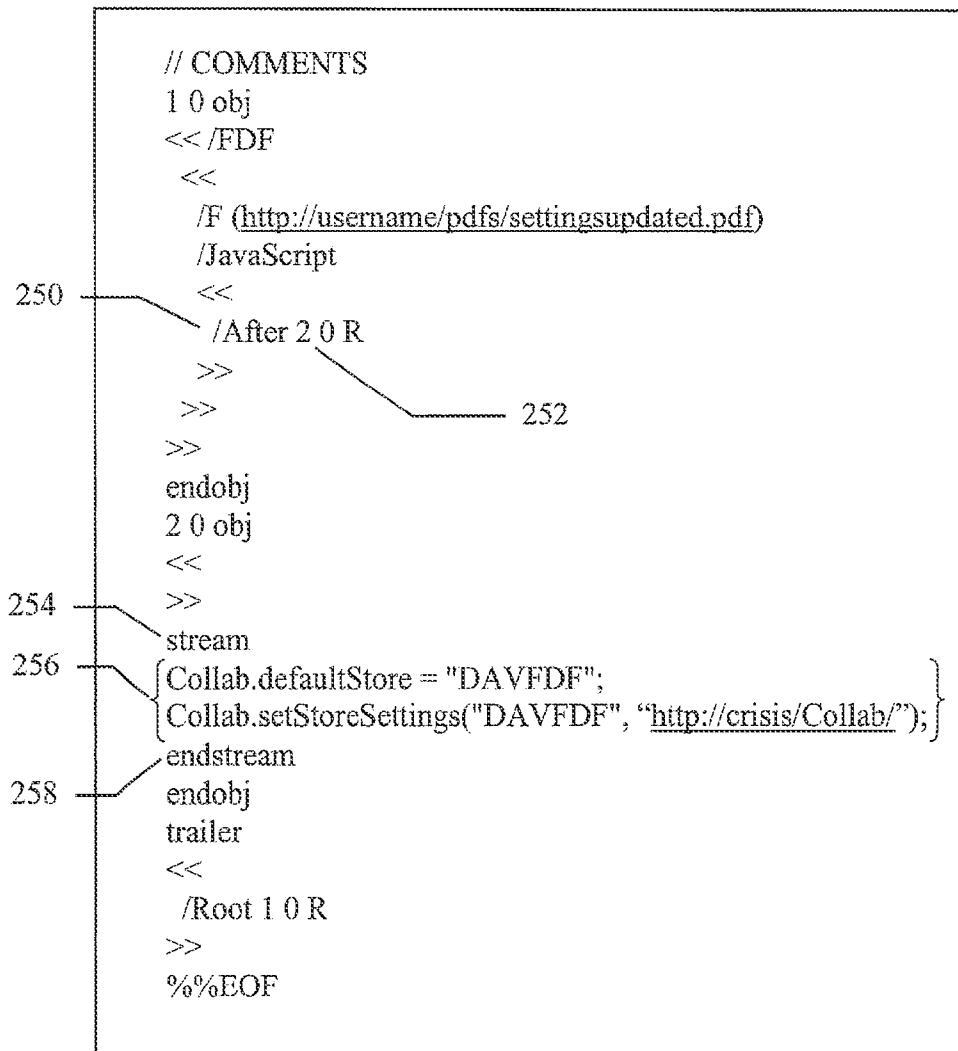 // COMMENTS
1 0 obj
<< /FDF
<<
/F (http://username/pdfs/settingsupdated.pdf)
/JavaScript
<<
250
/After 2 0 R
>>
>>
252
>>
endobj
2 0 obj
<<
>>
254
stream
256
Collab.defaultStore = "DAVFDF";
Collab.setStoreSettings("DAVFDF", “http://crisis/Collab/”);
endstream
258
endobj
trailer
<<
/Root 1 0 R
>>
%%EOF